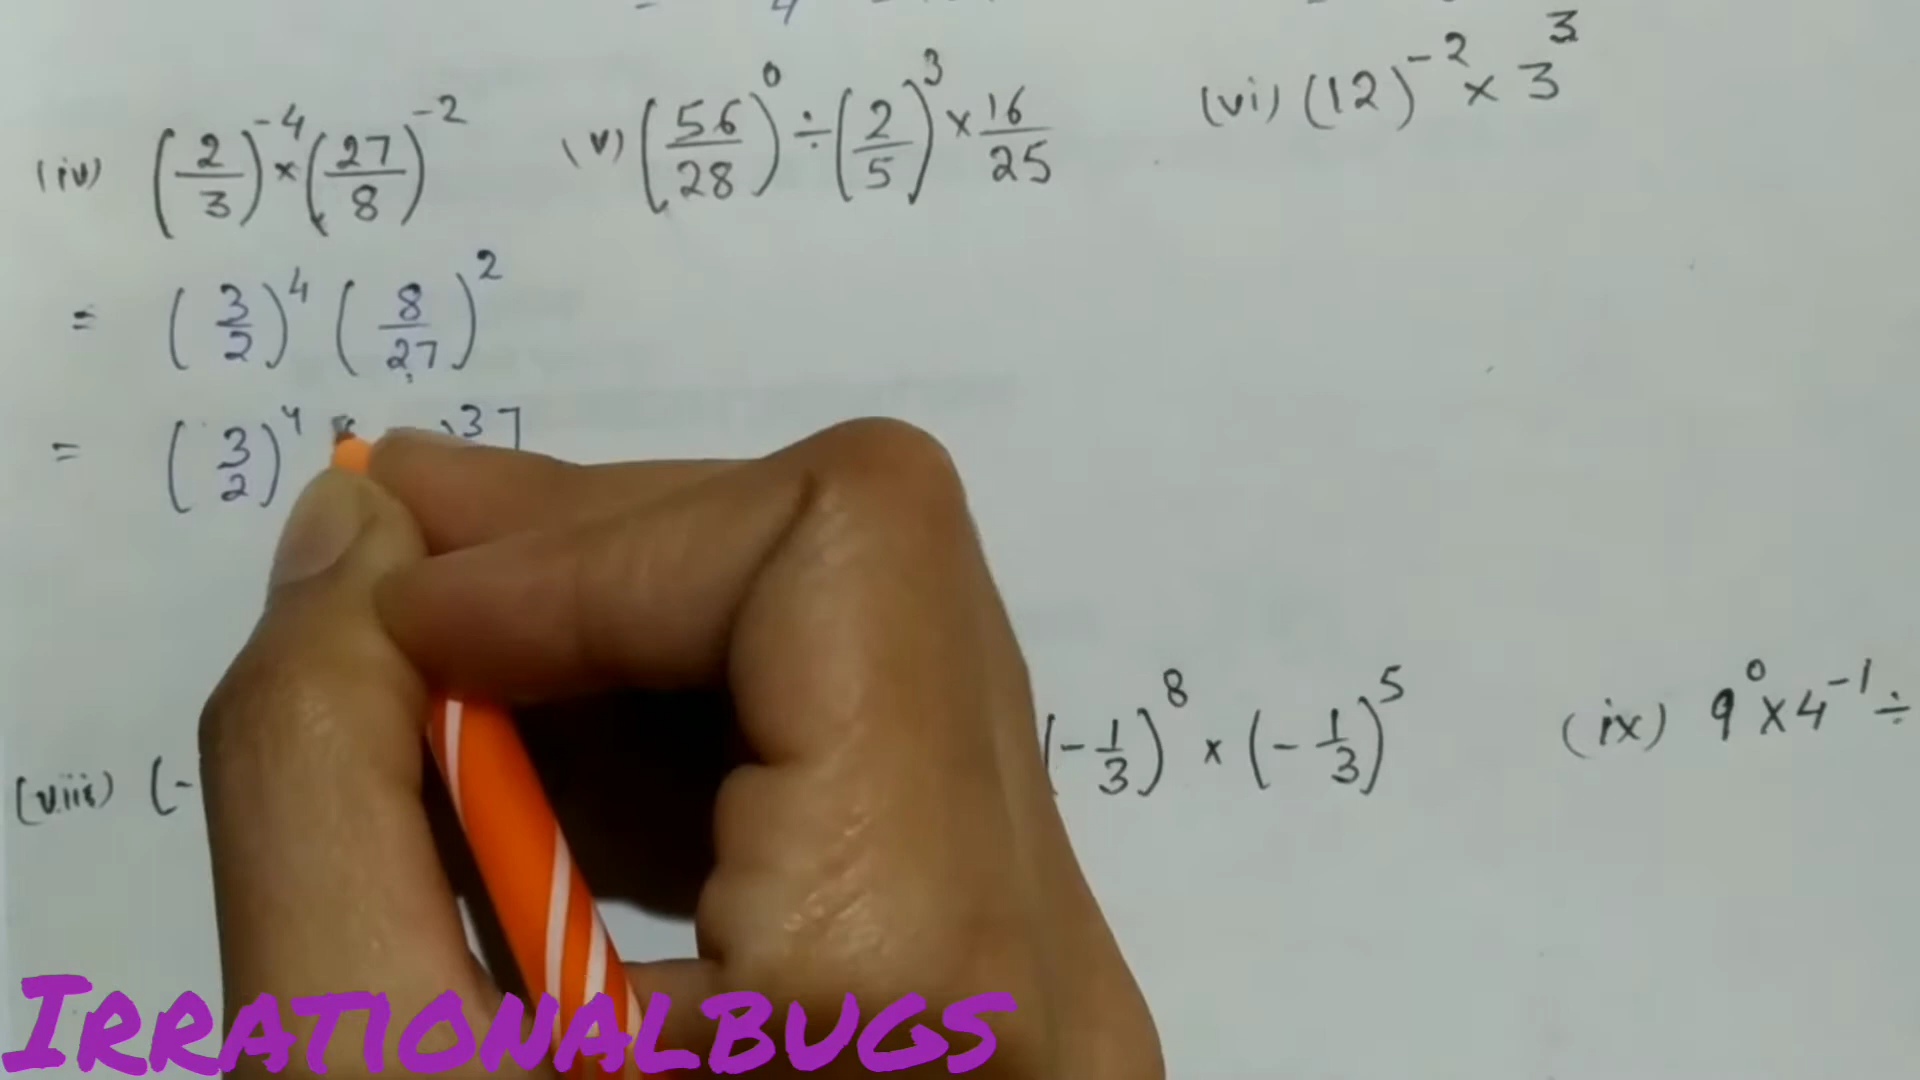 (iv) (2/3)^-4 × (27/8)^-2 (v) (56/28)^0 ÷ (2/5)^3 × 16/25 (vi) (12)^-2 × 3^3
= (3/2)^4 (8/27)^2
= (3/2)^4 )^3]
(viii) (- (-1/3)^8 × (-1/3)^5 (ix) 9^0 × 4^-1 ÷
IRRATIONALBUGS